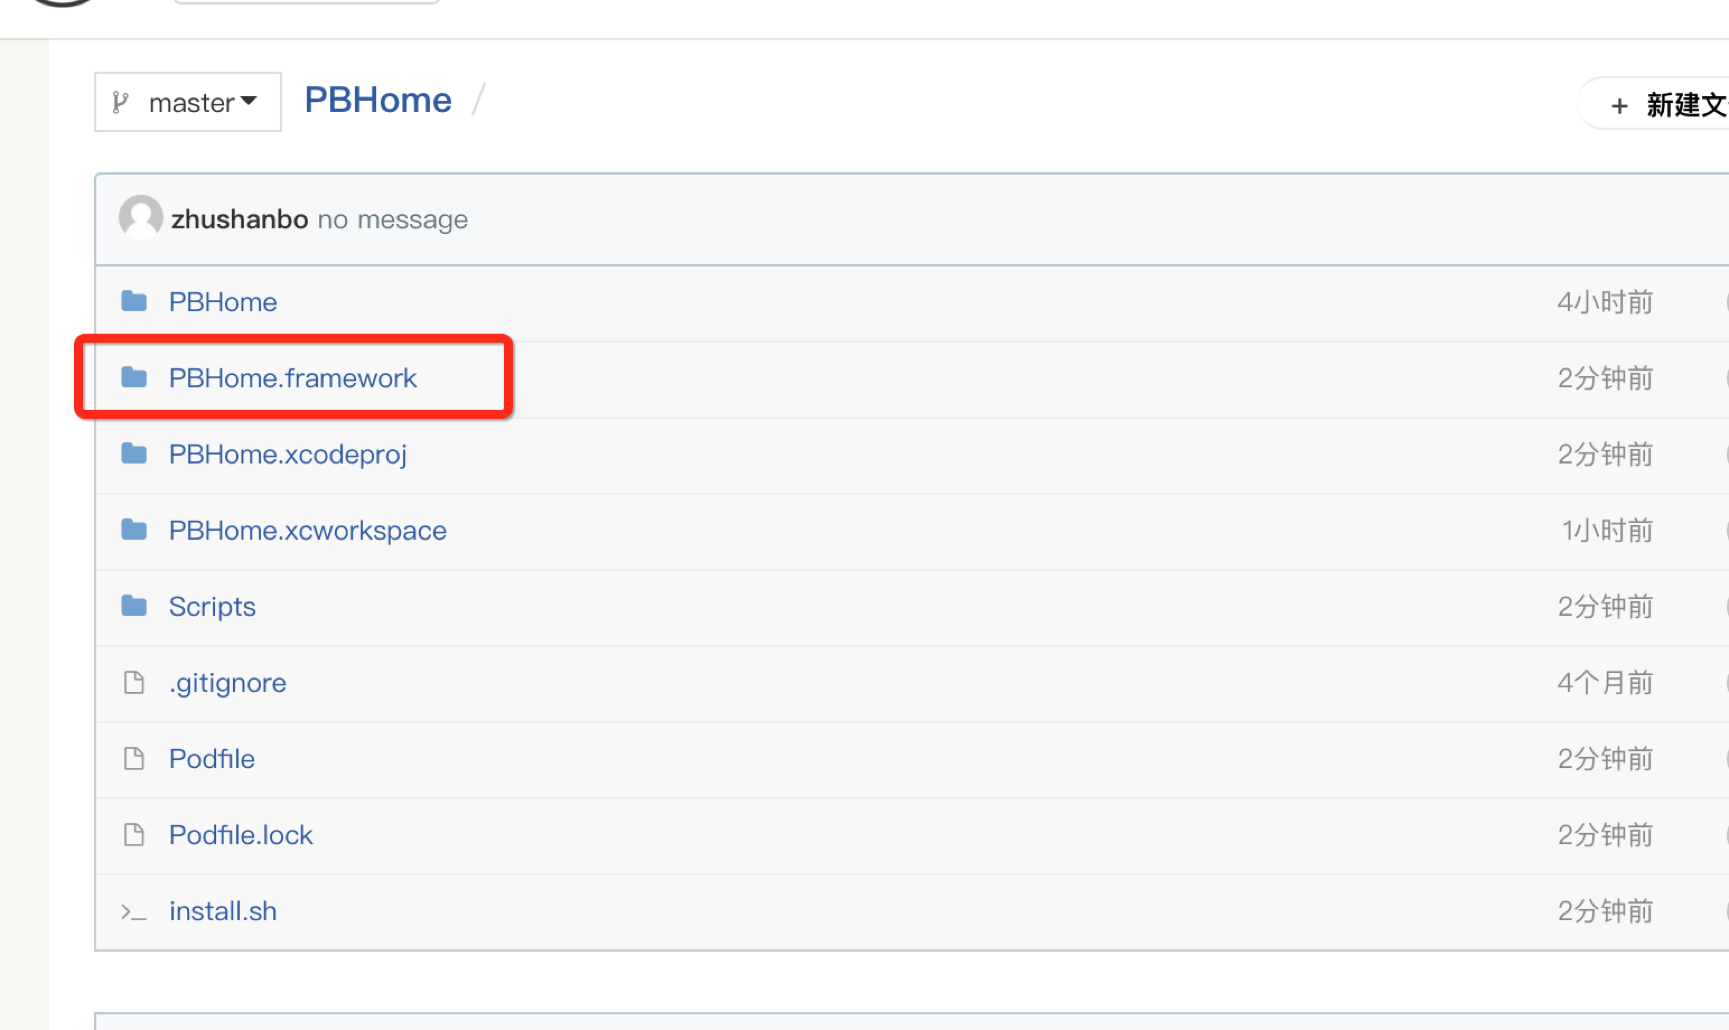 master PBHome /
+ 新建文
zhushanbo no message
PBHome 4小时前
PBHome.framework 2分钟前
PBHome.xcodeproj 2分钟前
PBHome.xcworkspace 1小时前
Scripts 2分钟前
.gitignore 4个月前
Podfile 2分钟前
Podfile.lock 2分钟前
install.sh 2分钟前